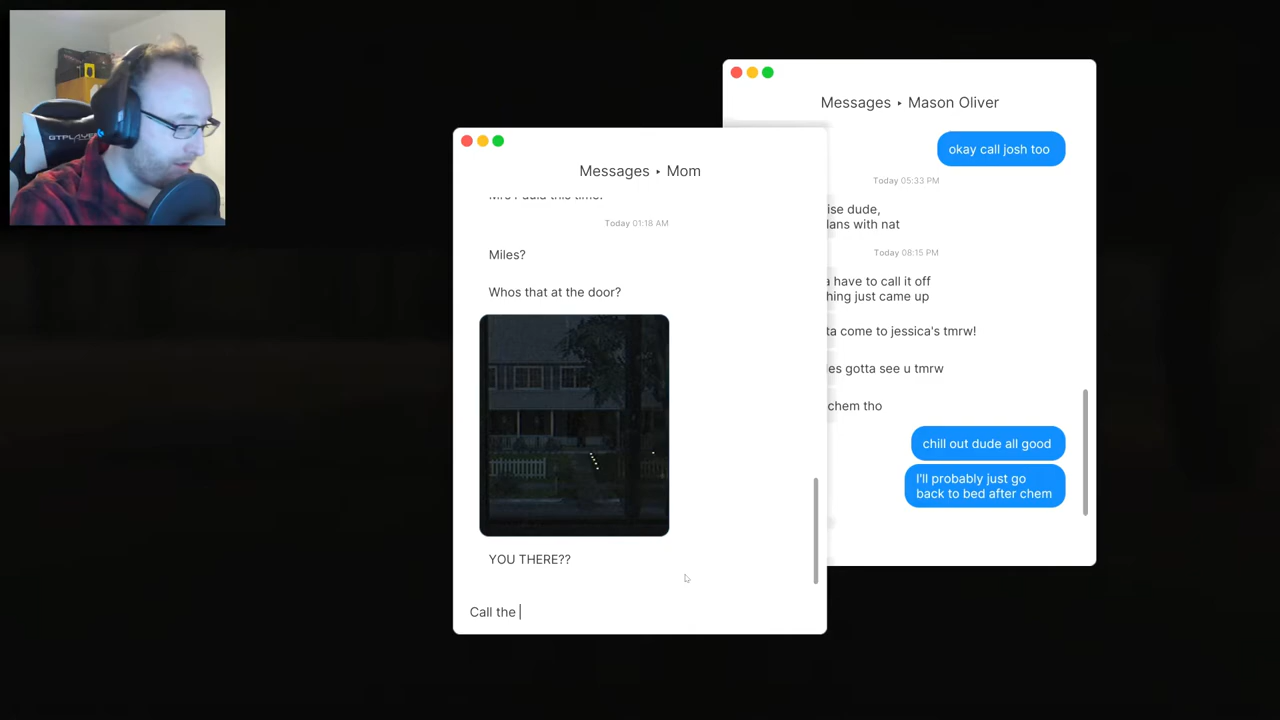 GTPLAYER
Messages ‣ Mason Oliver
okay call josh too
Today 05:33 PM
ise dude,
lans with nat
Today 08:15 PM
a have to call it off
hing just came up
ta come to jessica's tmrw!
es gotta see u tmrw
chem tho
chill out dude all good
I'll probably just go
back to bed after chem
Messages ‣ Mom
Today 01:18 AM
Miles?
Whos that at the door?
YOU THERE??
Call the